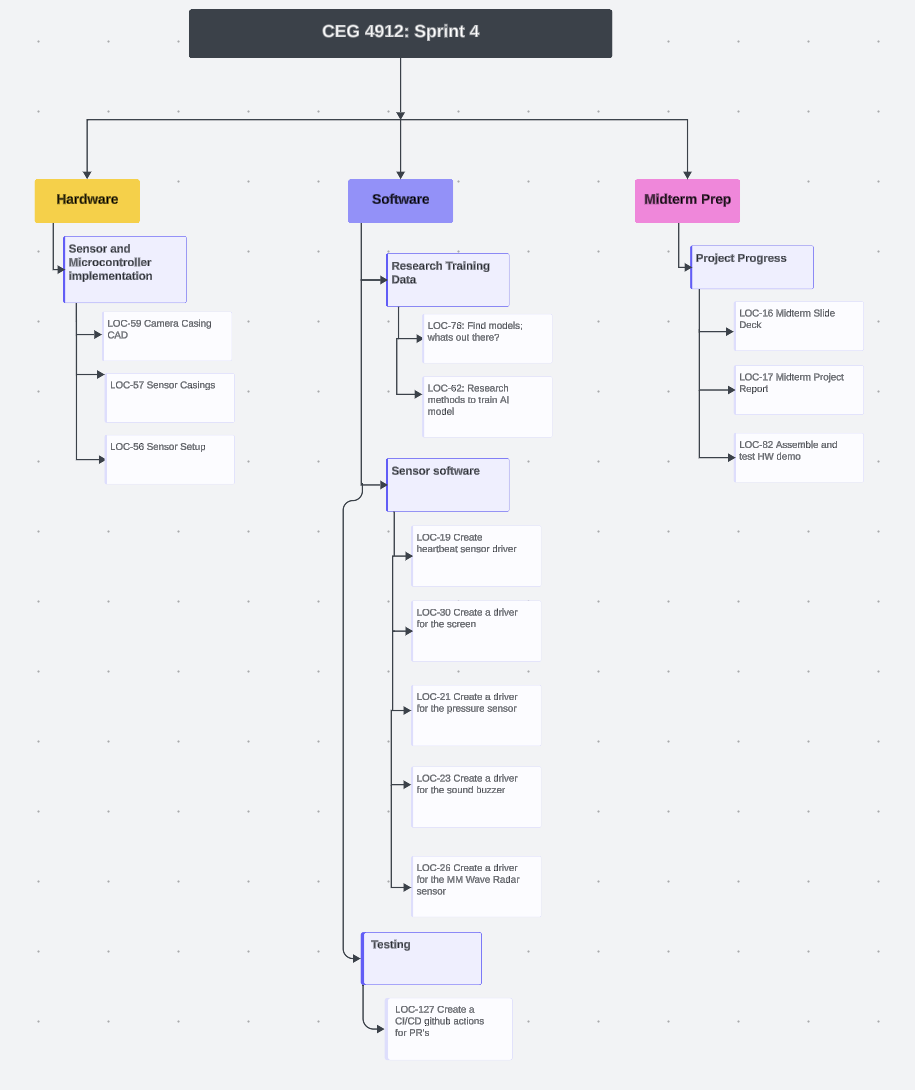 CEG 4912: Sprint 4
Hardware
Software
Midterm Prep
Sensor and
Microcontroller
implementation
LOC-59 Camera Casing
CAD
LOC-57 Sensor Casings
LOC-56 Sensor Setup
Research Training
Data
LOC-76: Find models;
whats out there?
LOC-62: Research
methods to train AI
model
Sensor software
LOC-19 Create
heartbeat sensor driver
LOC-30 Create a driver
for the screen
LOC-21 Create a driver
for the pressure sensor
LOC-23 Create a driver
for the sound buzzer
LOC-26 Create a driver
for the MM Wave Radar
sensor
Testing
LOC-127 Create a
CI/CD github actions
for PR's
Project Progress
LOC-16 Midterm Slide
Deck
LOC-17 Midterm Project
Report
LOC-82 Assemble and
test HW demo